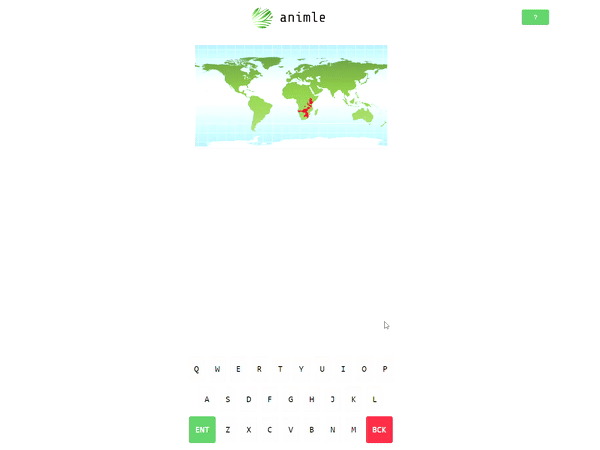 animle
?
Q W E R T Y U I O P
A S D F G H J K L
ENT Z X C V B N M BCK